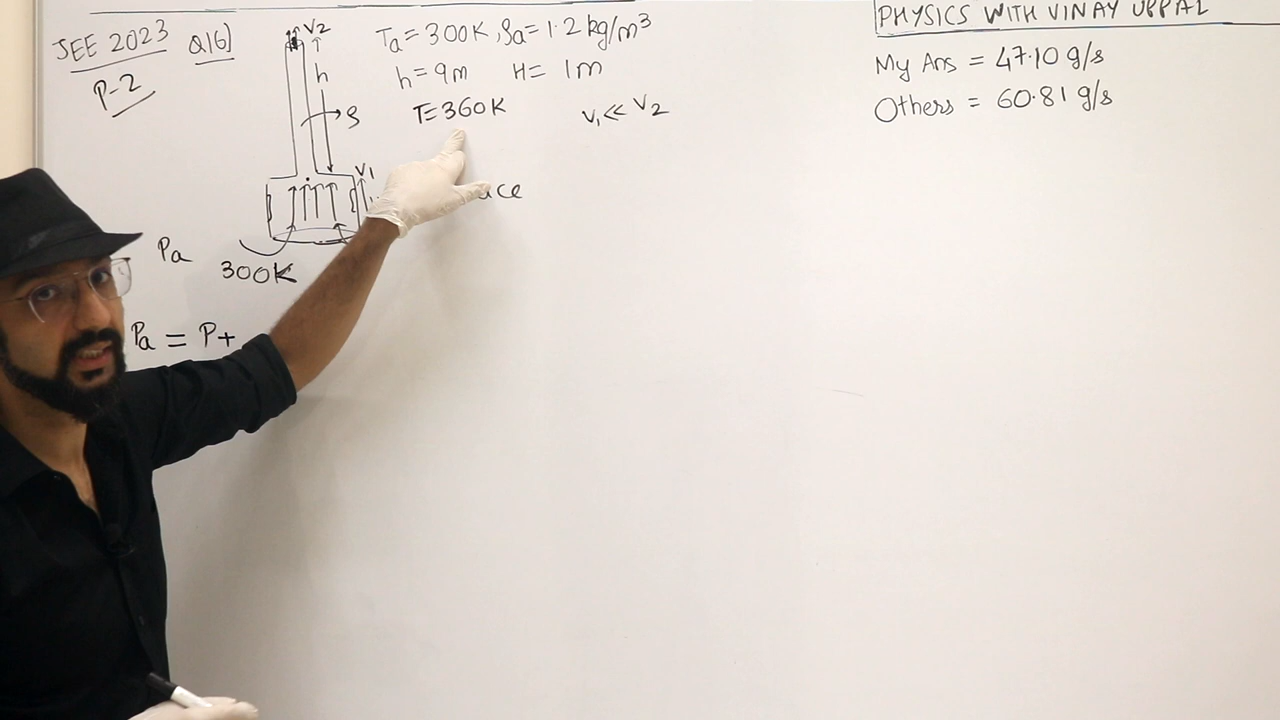 JEE 2023 Q16]
P-2
V2
h
ρ
V1
300K
Pa
Pa = P+
Ta = 300K, ρa = 1.2 kg/m³
h = 9m H = 1m
T = 360K V₁ << V2
PHYSICS WITH VINAY UPPAL
My Ans = 47.10 g/s
Others = 60.81 g/s